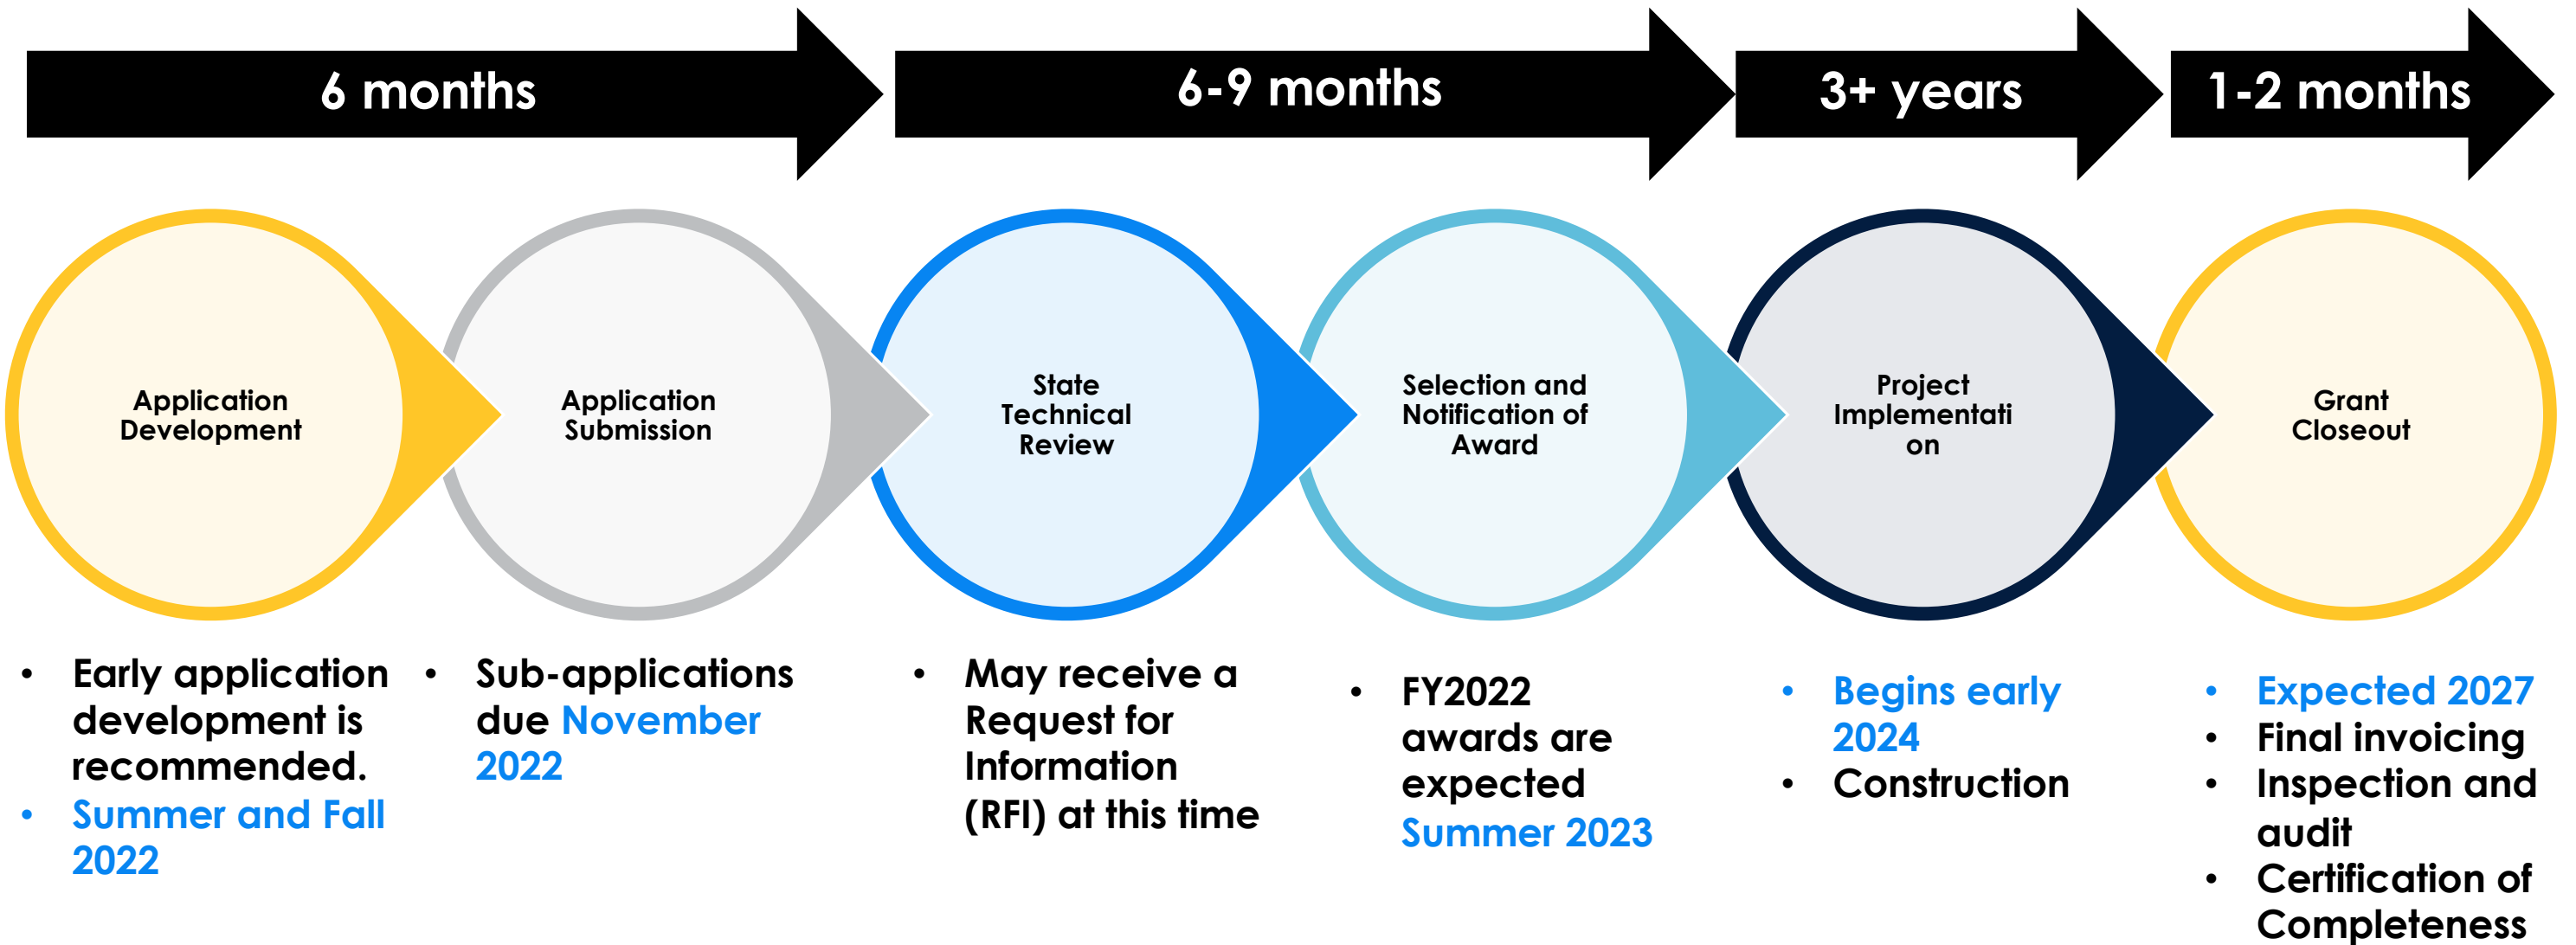 6 months
6-9 months
3+ years
1-2 months
Application
Development
Application
Submission
State
Technical
Review
Selection and
Notification of
Award
Project
Implementati
on
Grant
Closeout
• Early application
development is
recommended.
• Summer and Fall
2022
• Sub-applications
due November
2022
• May receive a
Request for
Information
(RFI) at this time
• FY2022
awards are
expected
Summer 2023
• Begins early
2024
• Construction
• Expected 2027
• Final invoicing
• Inspection and
audit
• Certification of
Completeness